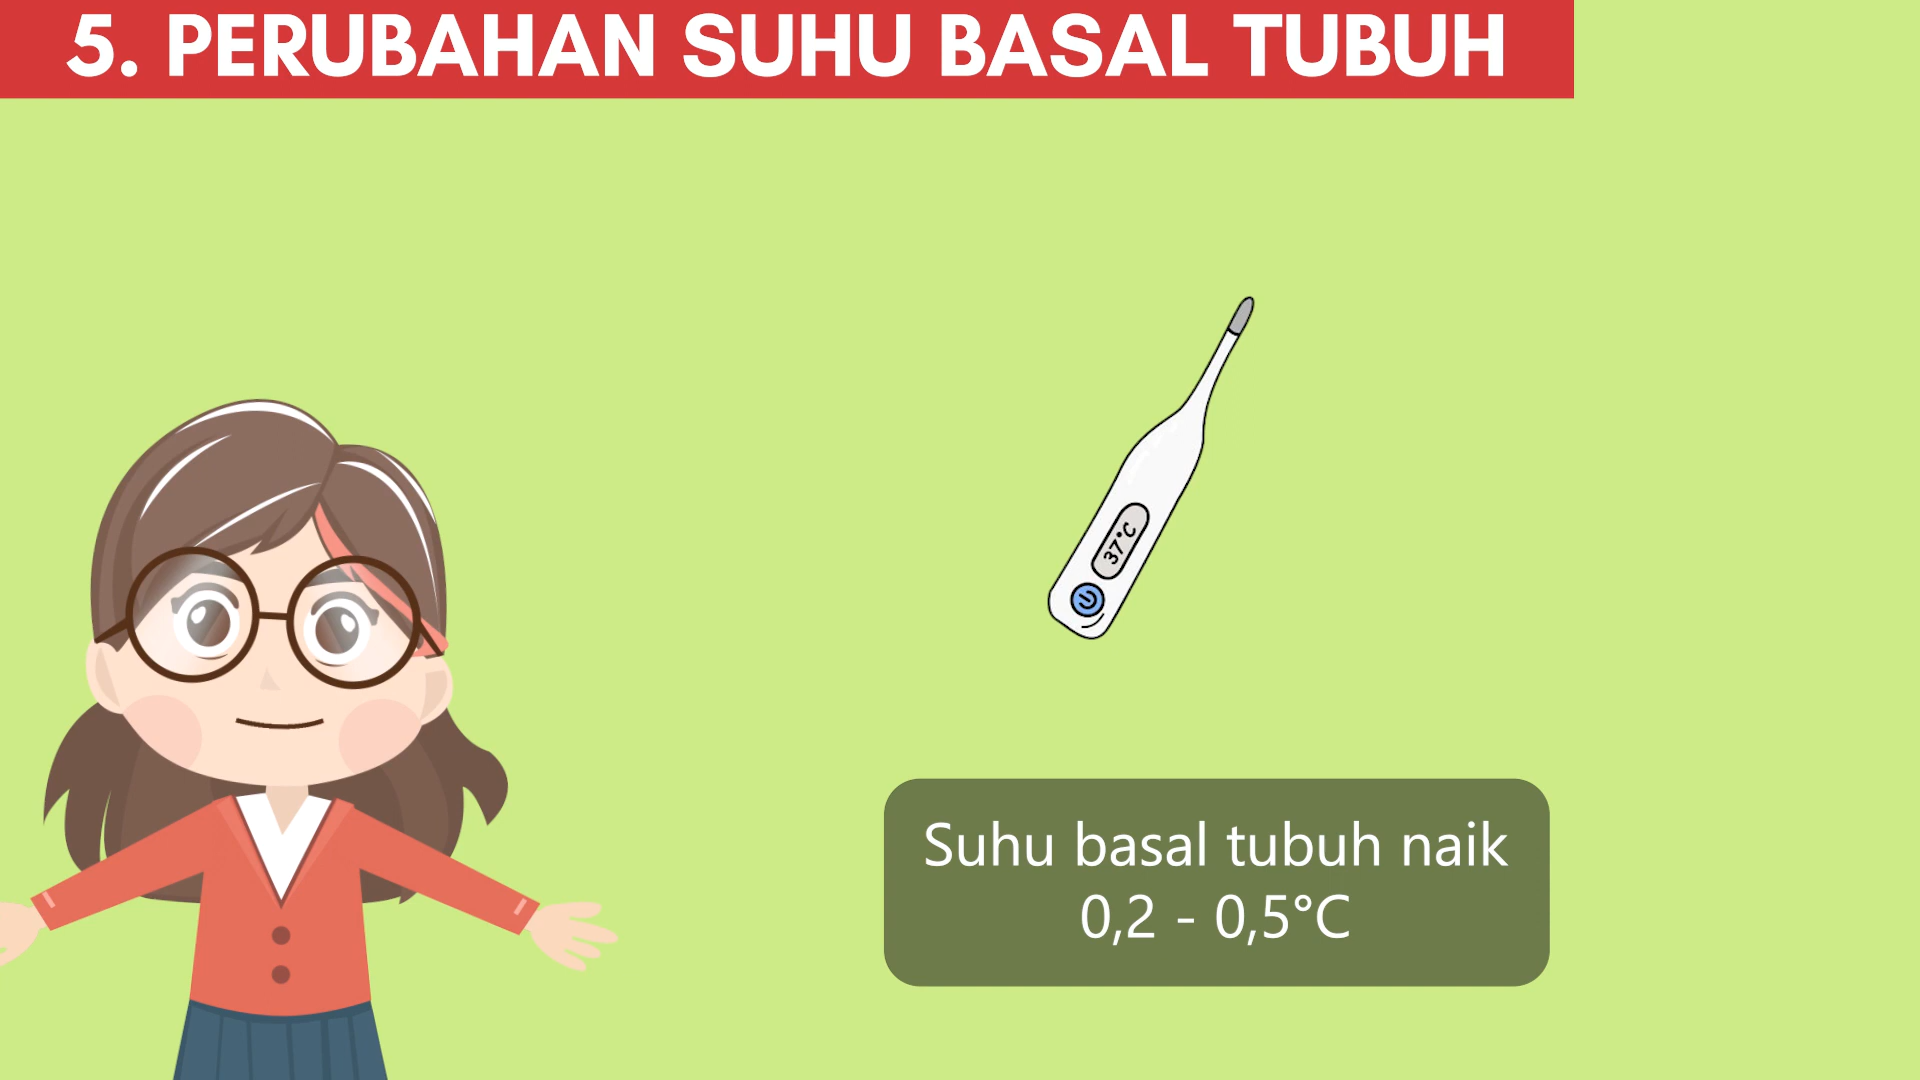 5. PERUBAHAN SUHU BASAL TUBUH
37°C
Suhu basal tubuh naik
0,2 - 0,5°C